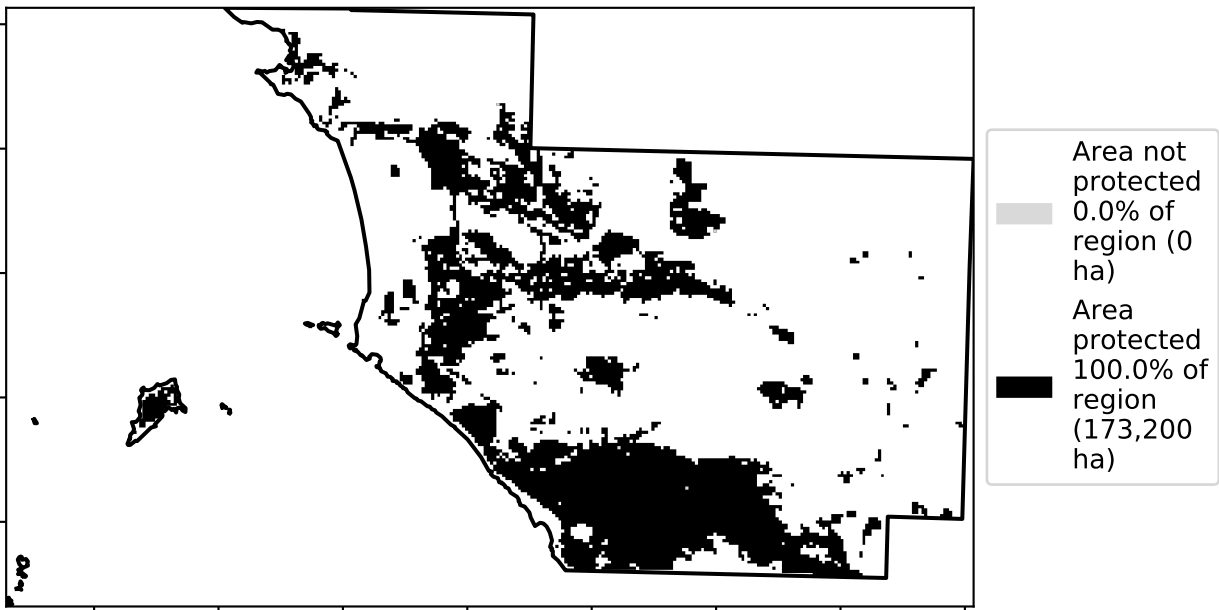 Area not
protected
0.0% of
region (0
ha)
Area
protected
100.0% of
region
(173,200
ha)